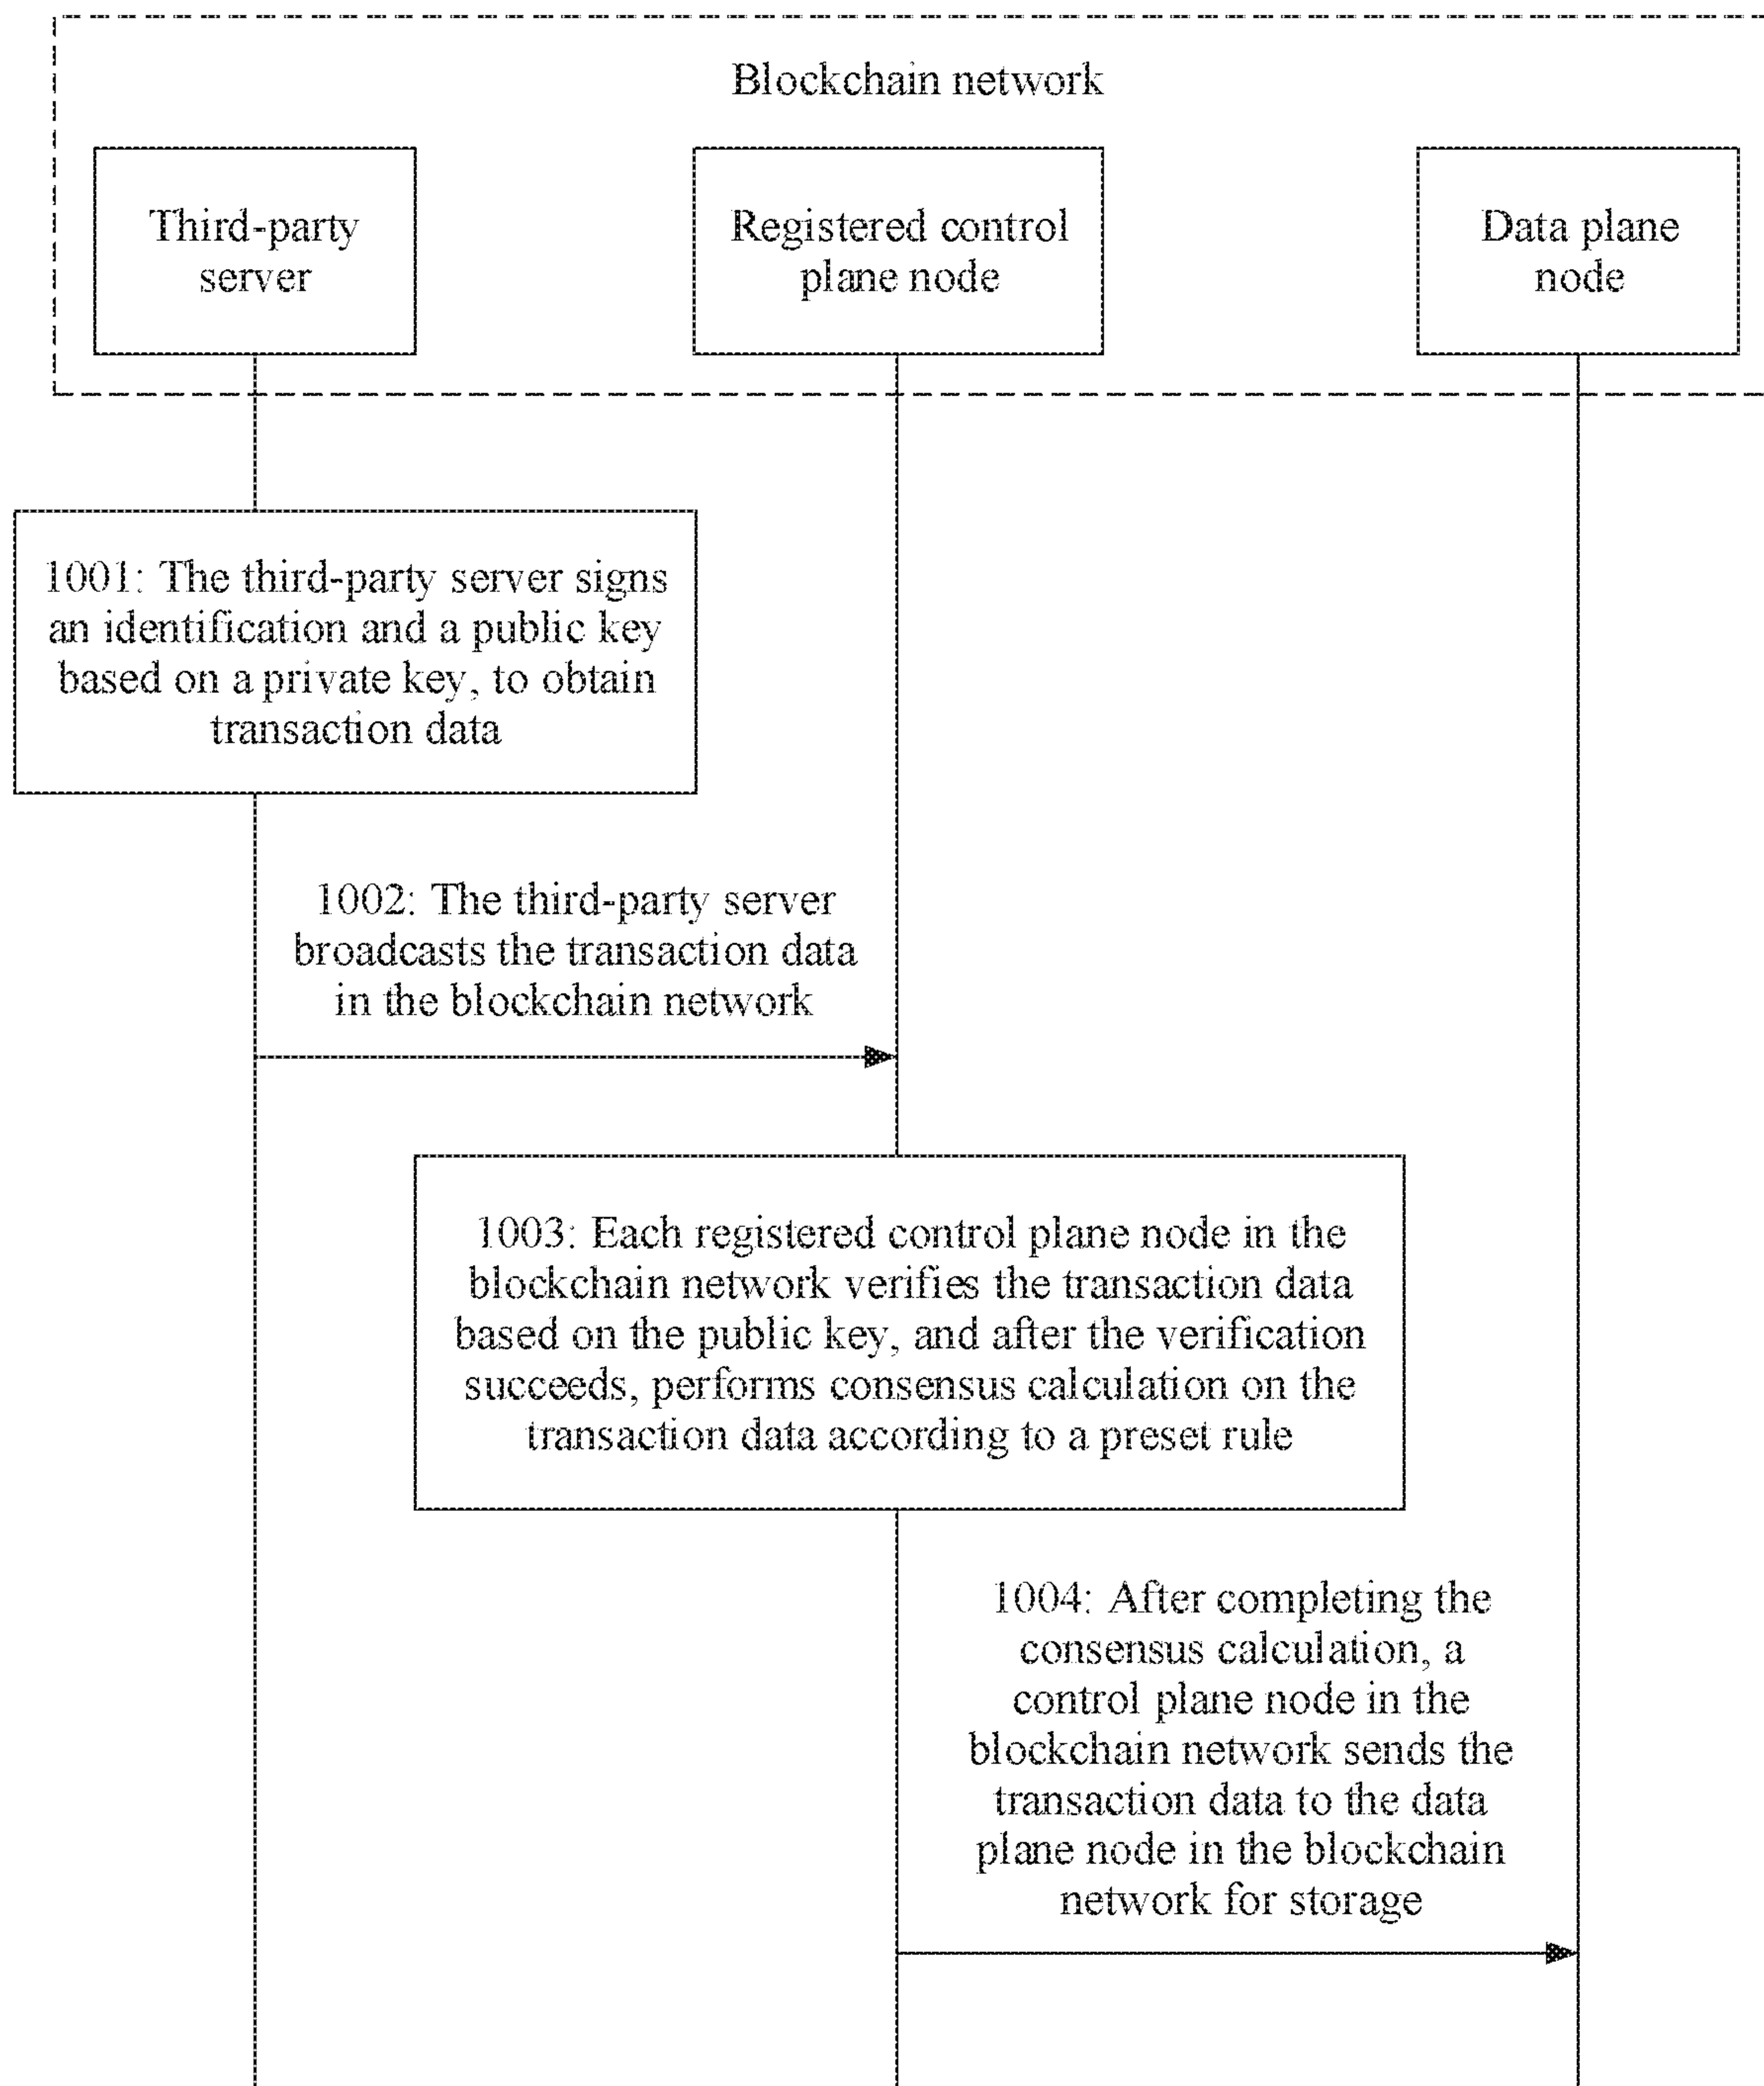 Blockchain network
Third-party
server
Registered control
plane node
Data plane
node
1001: The third-party server signs
an identification and a public key
based on a private key, to obtain
transaction data
1002: The third-party server
broadcasts the transaction data
in the blockchain network
1003: Each registered control plane node in the
blockchain network verifies the transaction data
based on the public key, and after the verification
succeeds, performs consensus calculation on the
transaction data according to a preset rule
1004: After completing the
consensus calculation, a
control plane node in the
blockchain network sends the
transaction data to the data
plane node in the blockchain
network for storage